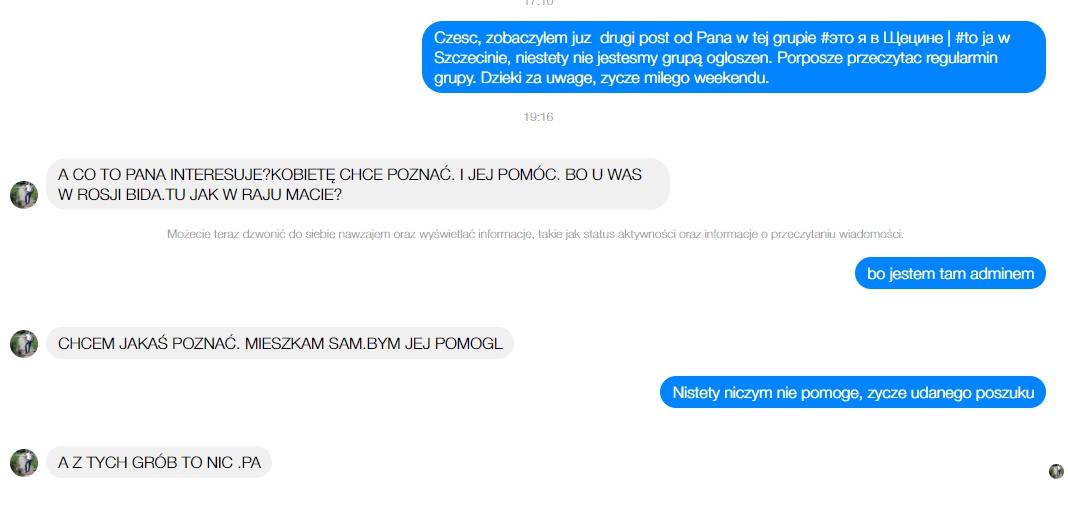 17:10
Czesc, zobaczylem juz drugi post od Pana w tej grupie #это я в Щецине | #to ja w
Szczecinie, niestety nie jestesmy grupą ogloszen. Porposze przeczytac regularmin
grupy. Dzieki za uwage, zycze milego weekendu.
19:16
A CO TO PANA INTERESUJE?KOBIETĘ CHCE POZNAĆ. I JEJ POMÓC. BO U WAS
W ROSJI BIDA.TU JAK W RAJU MACIE?
Możecie teraz dzwonić do siebie nawzajem oraz wyświetlać informacje, takie jak status aktywności oraz informacje o przeczytaniu wiadomości.
bo jestem tam adminem
CHCEM JAKAŚ POZNAĆ. MIESZKAM SAM.BYM JEJ POMOGL
Nistety niczym nie pomoge, zycze udanego poszuku
A Z TYCH GRÓB TO NIC .PA